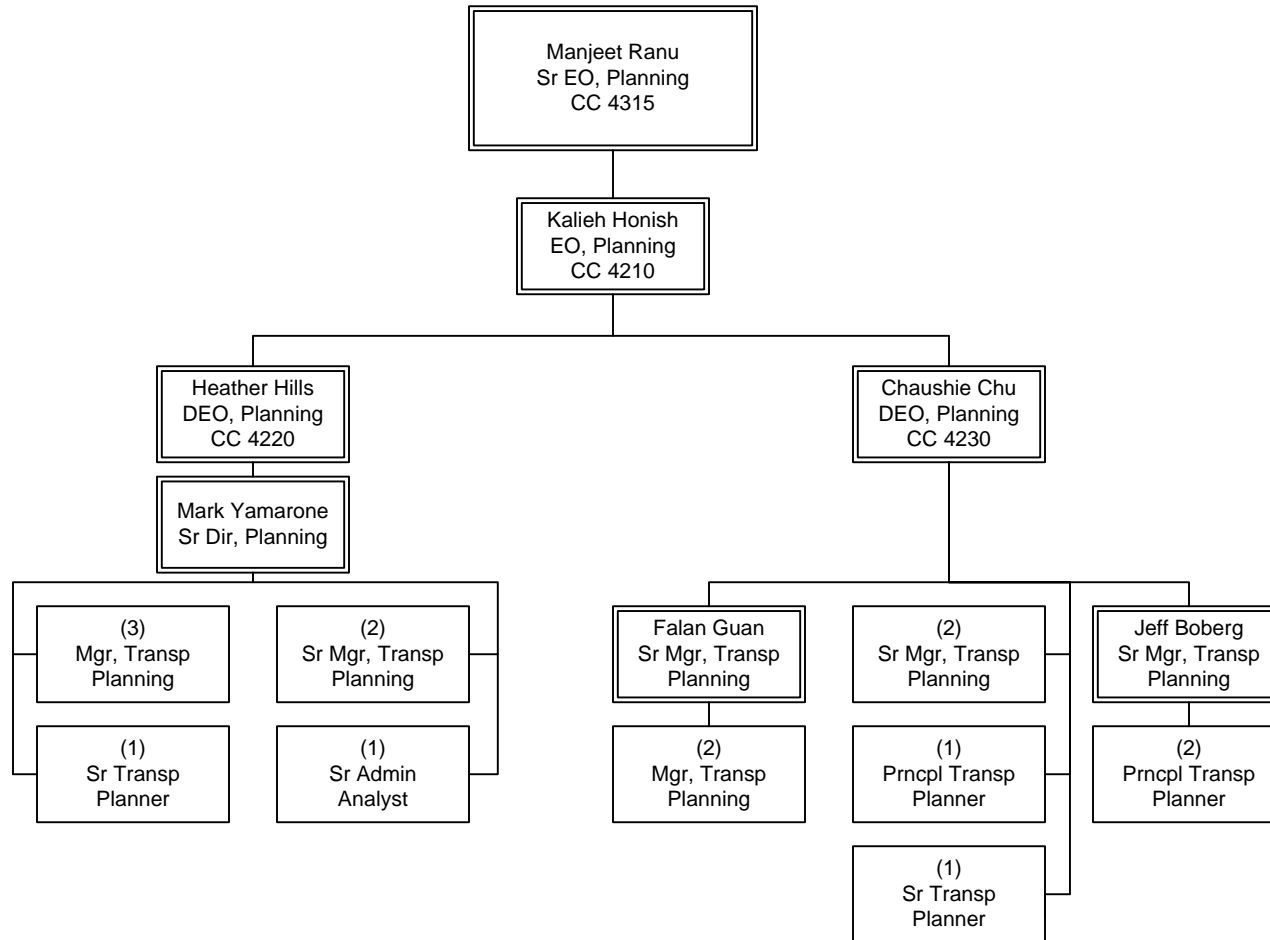 Manjeet Ranu
Sr EO, Planning
CC 4315
Kalieh Honish
EO, Planning
CC 4210
Heather Hills
DEO, Planning
CC 4220
Chaushie Chu
DEO, Planning
CC 4230
Mark Yamarone
Sr Dir, Planning
(3)
Mgr, Transp
Planning
(2)
Sr Mgr, Transp
Planning
Falan Guan
Sr Mgr, Transp
Planning
(2)
Sr Mgr, Transp
Planning
Jeff Boberg
Sr Mgr, Transp
Planning
(1)
Sr Transp
Planner
(1)
Sr Admin
Analyst
(2)
Mgr, Transp
Planning
(1)
Prncpl Transp
Planner
(2)
Prncpl Transp
Planner
(1)
Sr Transp
Planner